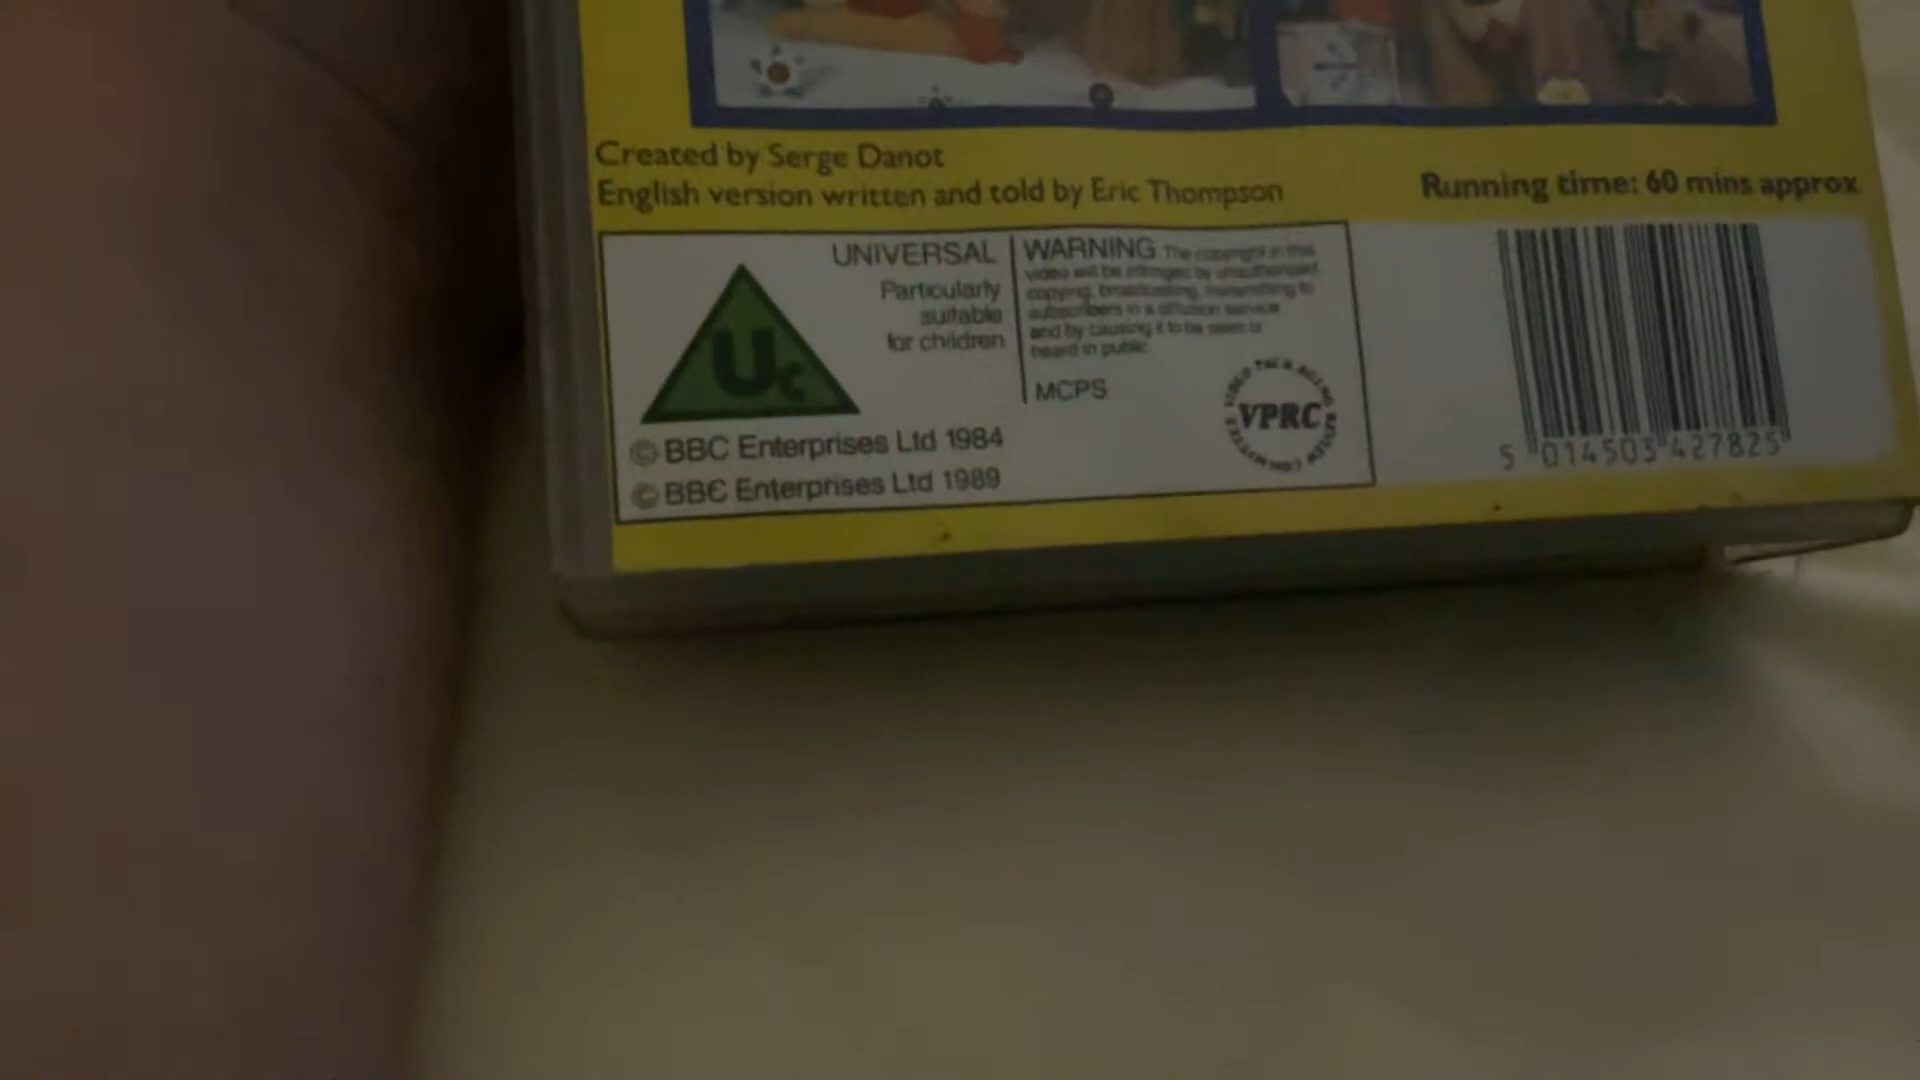 Created by Serge Danot
English version written and told by Eric Thompson
Running time: 60 mins approx
Uc
UNIVERSAL
Particularly
suitable
for children
WARNING The copyright in this
video will be infringed by unauthorised
copying, broadcasting, transmitting to
subscribers in a diffusion service
and by causing it to be seen or
heard in public
MCPS
VPRC
© BBC Enterprises Ltd 1984
© BBC Enterprises Ltd 1989
5 014503 427825